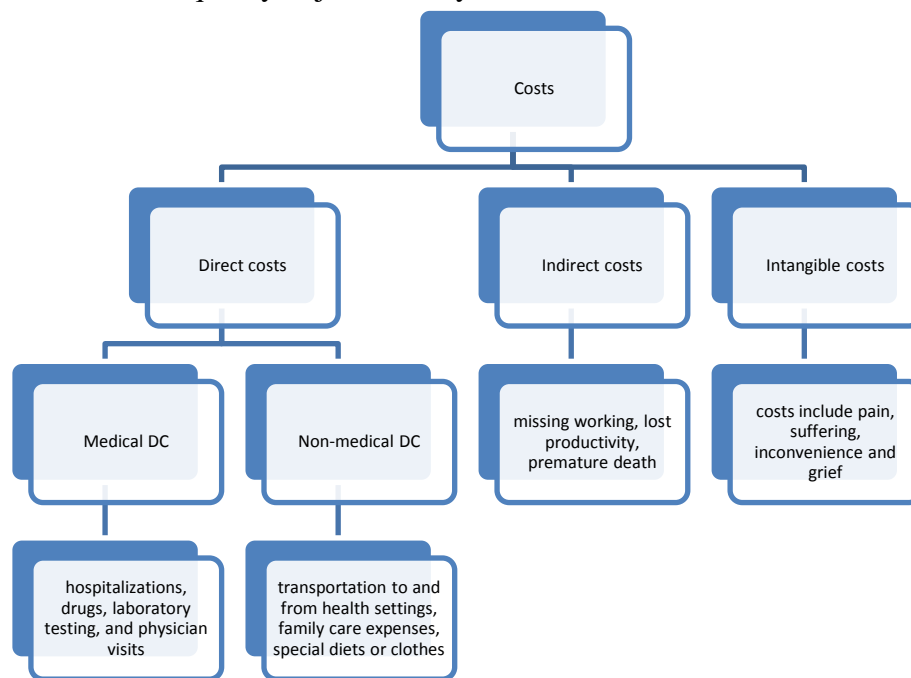 Costs
Direct costs
Indirect costs
Intangible costs
Medical DC
Non-medical DC
missing working, lost
productivity,
premature death
costs include pain,
suffering,
inconvenience and
grief
hospitalizations,
drugs, laboratory
testing, and physician
visits
transportation to and
from health settings,
family care expenses,
special diets or clothes